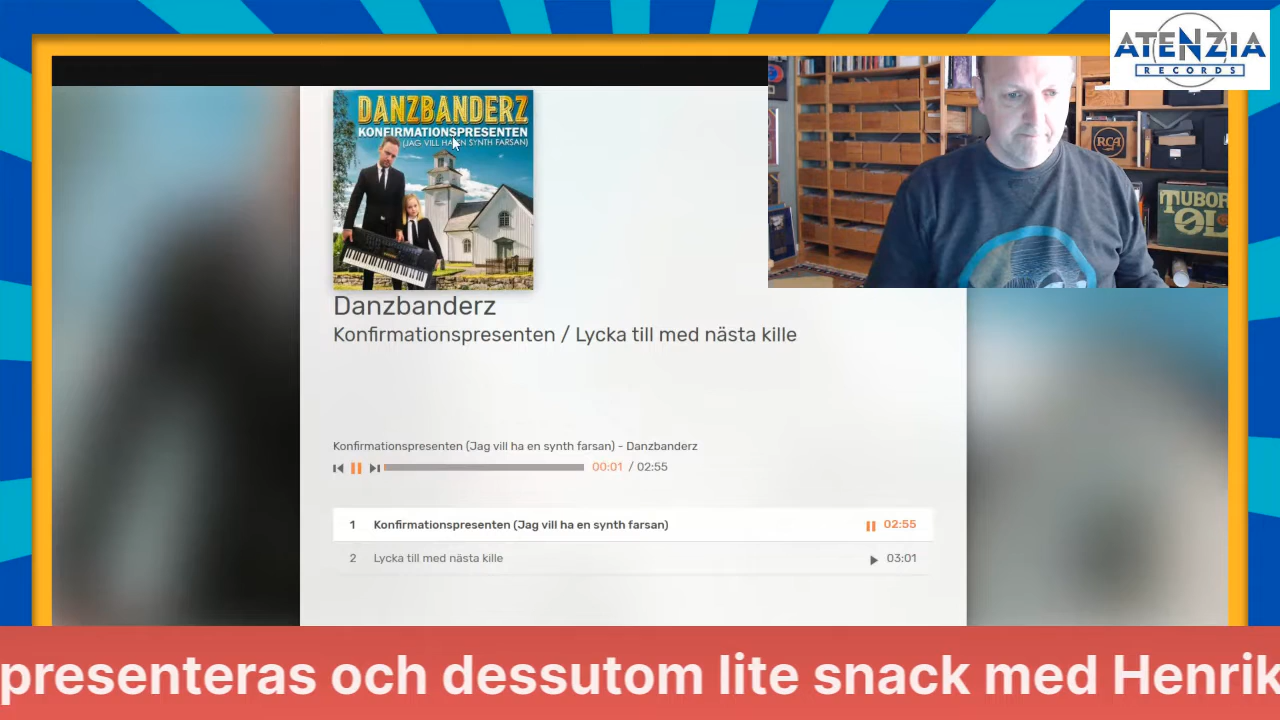 ATENZIA
RECORDS
DANZBANDERZ
KONFIRMATIONSPRESENTEN
(JAG VILL HA EN SYNTH FARSAN)
RCA
TUBOR
ØL
Danzbanderz
Konfirmationspresenten / Lycka till med nästa kille
Konfirmationspresenten (Jag vill ha en synth farsan) - Danzbanderz
00:01 / 02:55
1 Konfirmationspresenten (Jag vill ha en synth farsan) 02:55
2 Lycka till med nästa kille 03:01
presenteras och dessutom lite snack med Henrik